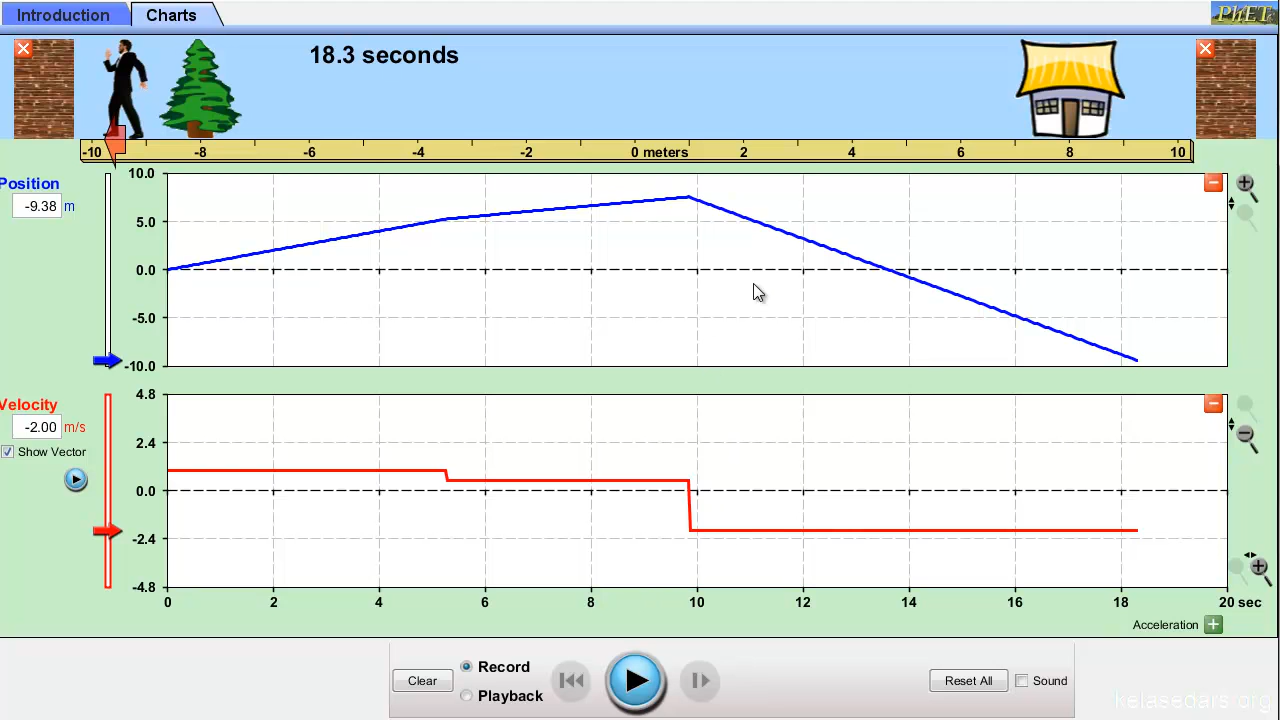 Introduction
Charts
PhET
18.3 seconds
-10 -8 -6 -4 -2 0 meters 2 4 6 8 10
Position
-9.38 m
10.0
5.0
0.0
-5.0
-10.0
Velocity
-2.00 m/s
Show Vector
4.8
2.4
0.0
-2.4
-4.8
0 2 4 6 8 10 12 14 16 18 20 sec
Acceleration
Clear
Record
Playback
Reset All
Sound
kelasedars.org